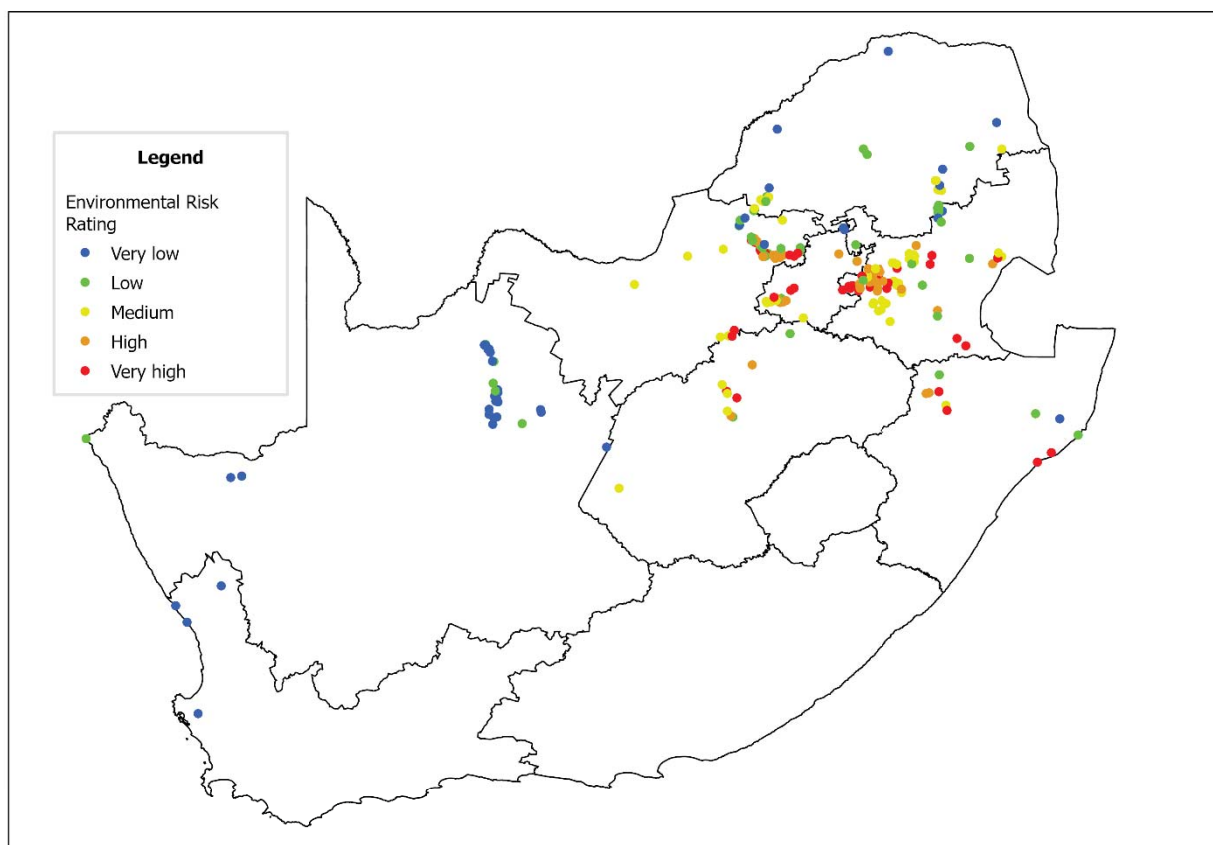 Legend
Environmental Risk
Rating
Very low
Low
Medium
High
Very high